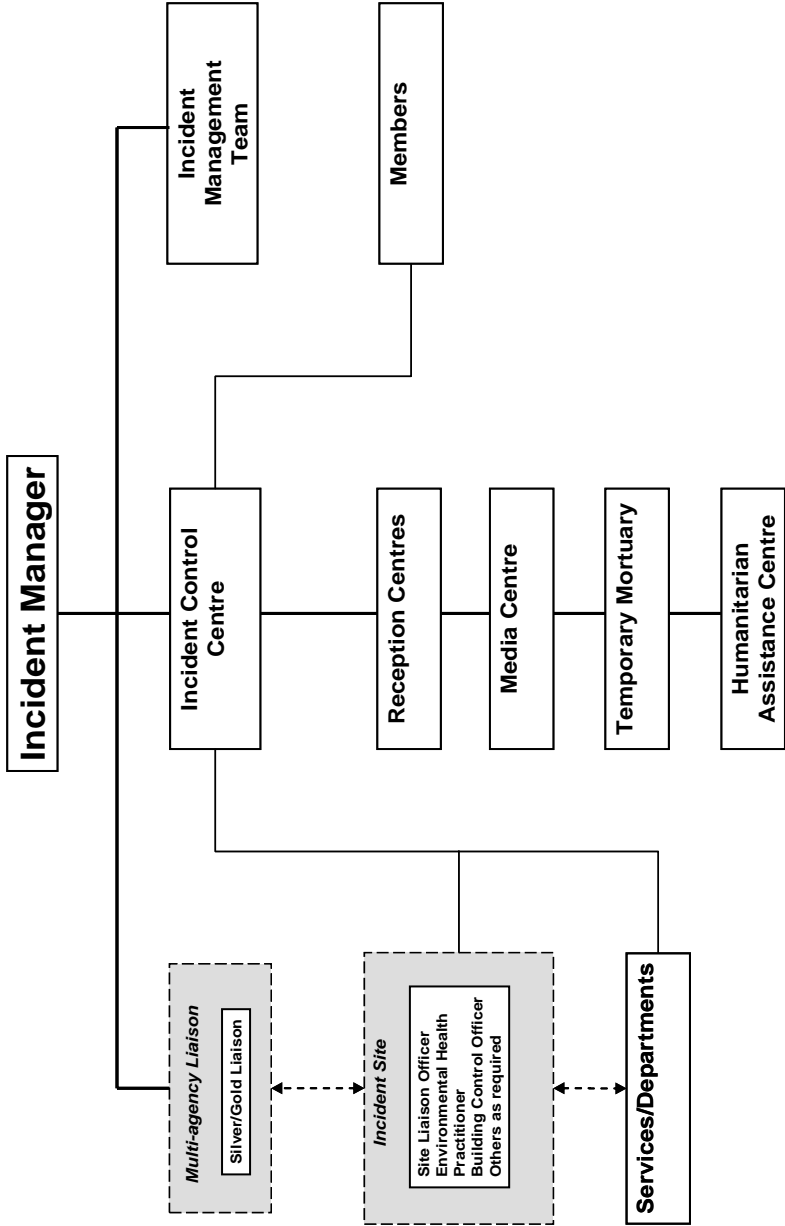 Incident Manager
Multi-agency Liaison
Silver/Gold Liaison
Incident Control
Centre
Incident
Management
Team
Incident Site
Site Liaison Officer
Environmental Health
Practitioner
Building Control Officer
Others as required
Services/Departments
Reception Centres
Media Centre
Temporary Mortuary
Humanitarian
Assistance Centre
Members